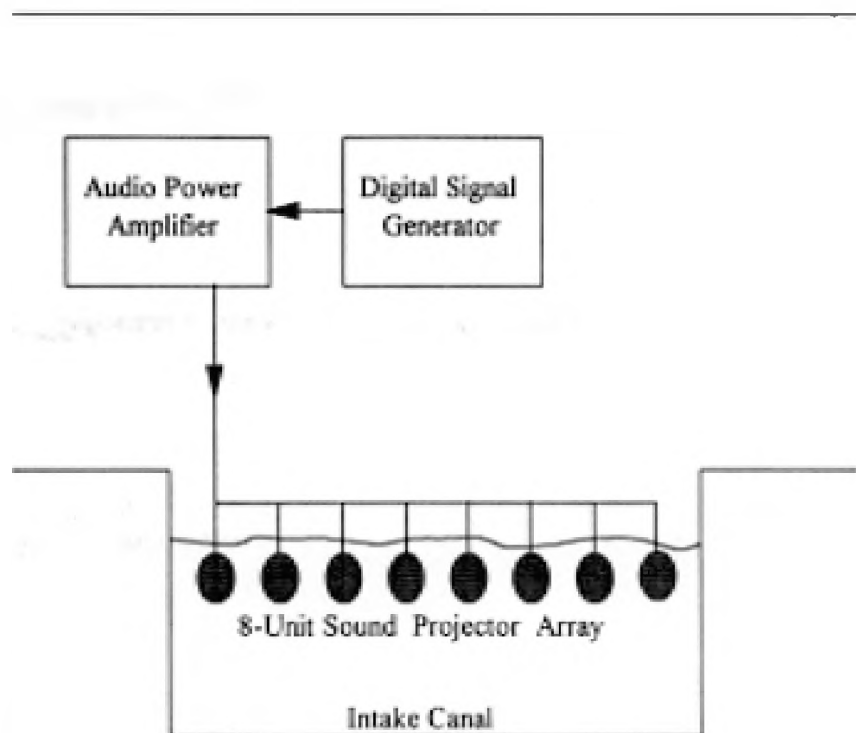 Audio Power
Amplifier
Digital Signal
Generator
8-Unit Sound Projector Array
Intake Canal